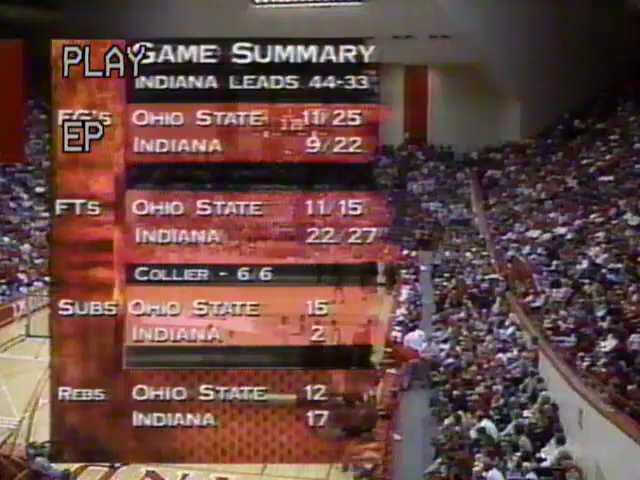 PLAY
GAME SUMMARY
INDIANA LEADS 44-33
FG'S OHIO STATE 11/25
EP
INDIANA 9/22
FTS OHIO STATE 11/15
INDIANA 22/27
COLLIER - 6/6
SUBS OHIO STATE 15
INDIANA 2
REBS OHIO STATE 12
INDIANA 17